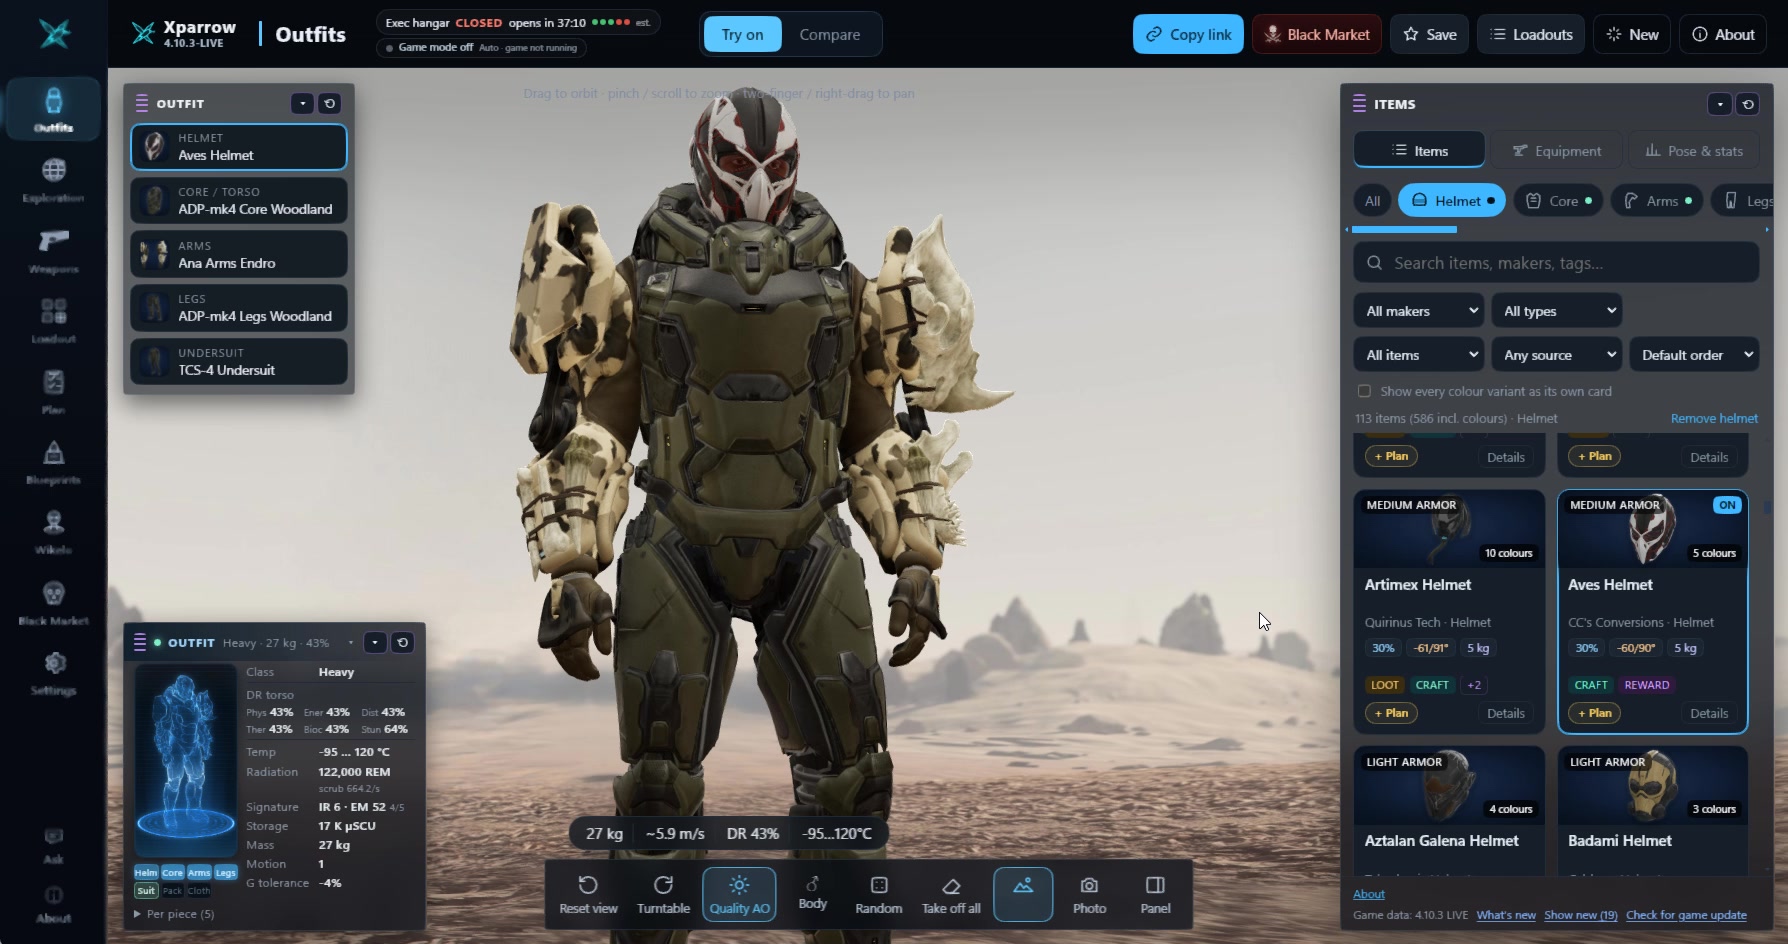 Xparrow
4.10.3-LIVE
Outfits
Exec hangar CLOSED opens in 37:10 est.
Game mode off Auto · game not running
Try on
Compare
Copy link
Black Market
Save
Loadouts
New
About
Outfits
Exploration
Weapons
Loadout
Plan
Blueprints
Wikelo
Black Market
Settings
Ask
About
Drag to orbit · pinch / scroll to zoom · two-finger / right-drag to pan
OUTFIT
HELMET
Aves Helmet
CORE / TORSO
ADP-mk4 Core Woodland
ARMS
Ana Arms Endro
LEGS
ADP-mk4 Legs Woodland
UNDERSUIT
TCS-4 Undersuit
OUTFIT Heavy · 27 kg · 43%
Class Heavy
DR torso
Phys 43% Ener 43% Dist 43%
Ther 43% Bioc 43% Stun 64%
Temp -95 ... 120 °C
Radiation 122,000 REM
scrub 664.2/s
Signature IR 6 · EM 52 4/5
Storage 17 K µSCU
Mass 27 kg
Motion 1
G tolerance -4%
Helm Core Arms Legs
Suit Pack Cloth
Per piece (5)
27 kg ~5.9 m/s DR 43% -95...120°C
Reset view
Turntable
Quality AO
Body
Random
Take off all
Photo
Panel
ITEMS
Items
Equipment
Pose & stats
All
Helmet
Core
Arms
Legs
Search items, makers, tags...
All makers
All types
All items
Any source
Default order
Show every colour variant as its own card
113 items (586 incl. colours) · Helmet
Remove helmet
+ Plan
Details
+ Plan
Details
MEDIUM ARMOR
10 colours
Artimex Helmet
Quirinus Tech · Helmet
30% -61/91° 5 kg
LOOT CRAFT +2
+ Plan
Details
MEDIUM ARMOR
ON
5 colours
Aves Helmet
CC's Conversions · Helmet
30% -60/90° 5 kg
CRAFT REWARD
+ Plan
Details
LIGHT ARMOR
4 colours
Aztalan Galena Helmet
LIGHT ARMOR
3 colours
Badami Helmet
About
Game data: 4.10.3 LIVE What's new Show new (19) Check for game update